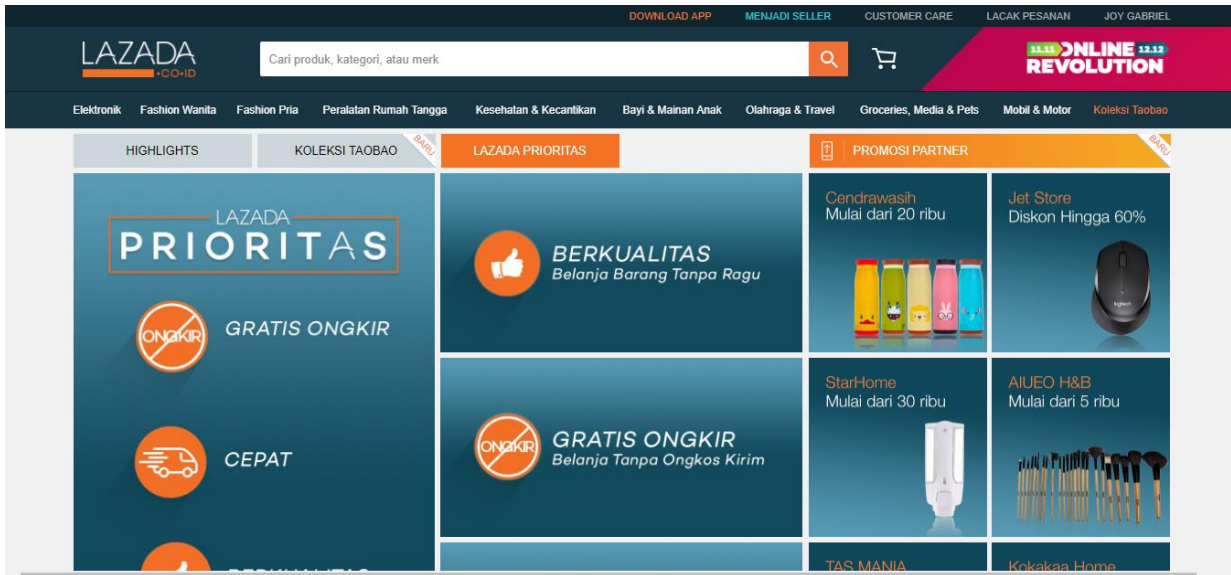 DOWNLOAD APP
MENJADI SELLER
CUSTOMER CARE
LACAK PESANAN
JOY GABRIEL
LAZADA
•CO•ID
Cari produk, kategori, atau merk
11.11 ONLINE 12.12
REVOLUTION
Elektronik
Fashion Wanita
Fashion Pria
Peralatan Rumah Tangga
Kesehatan & Kecantikan
Bayi & Mainan Anak
Olahraga & Travel
Groceries, Media & Pets
Mobil & Motor
Koleksi Taobao
HIGHLIGHTS
KOLEKSI TAOBAO
BARU
LAZADA PRIORITAS
PROMOSI PARTNER
BARU
LAZADA
PRIORITAS
ONGKIR
GRATIS ONGKIR
CEPAT
BERKUALITAS
BERKUALITAS
Belanja Barang Tanpa Ragu
ONGKIR
GRATIS ONGKIR
Belanja Tanpa Ongkos Kirim
Cendrawasih
Mulai dari 20 ribu
Jet Store
Diskon Hingga 60%
logitech
StarHome
Mulai dari 30 ribu
AIUEO H&B
Mulai dari 5 ribu
TAS MANIA
Kokakaa Home